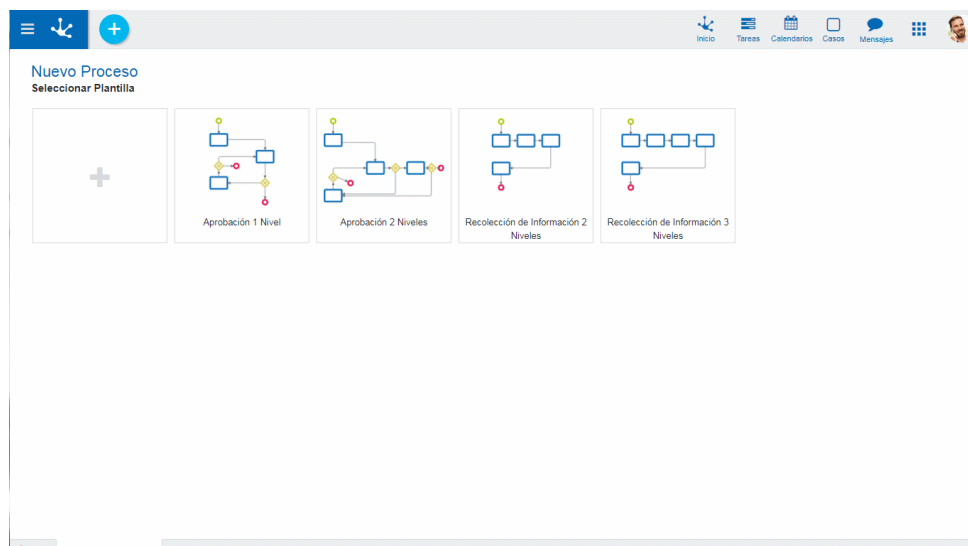 Inicio
Tareas
Calendarios
Casos
Mensajes
Nuevo Proceso
Seleccionar Plantilla
Aprobación 1 Nivel
Aprobación 2 Niveles
Recolección de Información 2
Niveles
Recolección de Información 3
Niveles